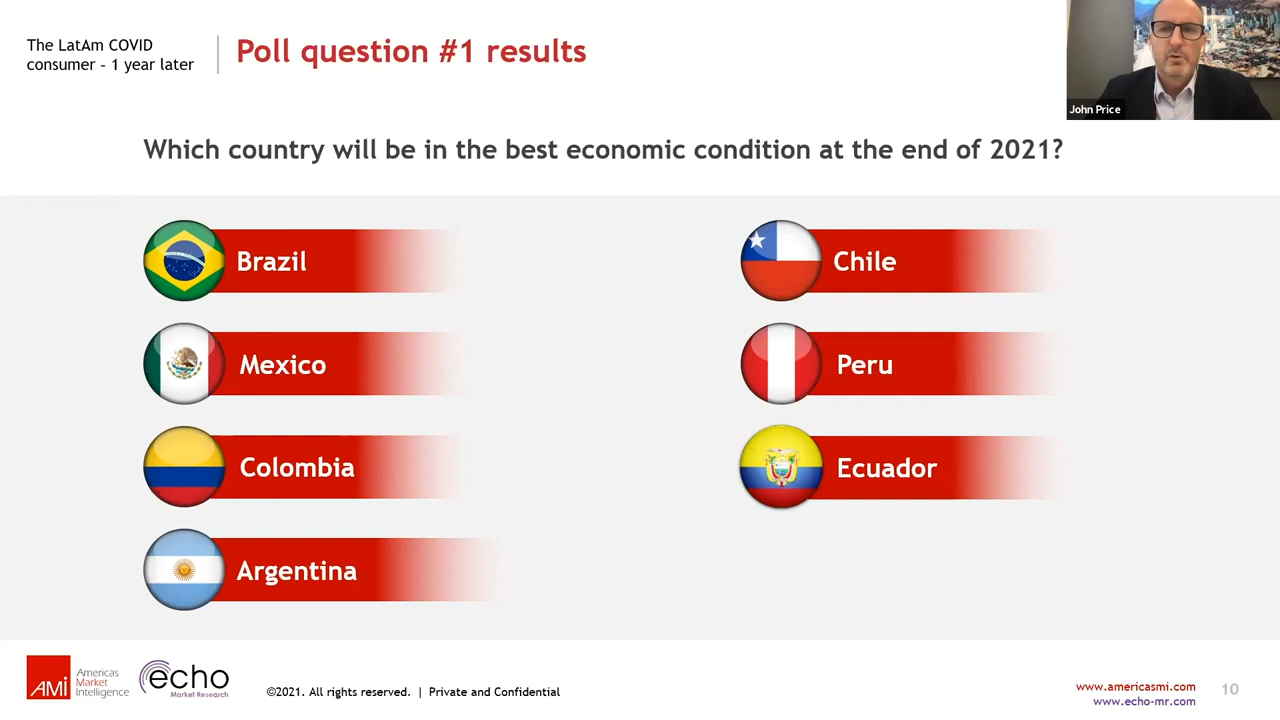 The LatAm COVID
consumer – 1 year later
Poll question #1 results
John Price
Which country will be in the best economic condition at the end of 2021?
Brazil
Chile
Mexico
Peru
Colombia
Ecuador
Argentina
AMI
Americas
Market
Intelligence
echo
Market Research
©2021. All rights reserved. | Private and Confidential
www.americasmi.com
www.echo-mr.com
10